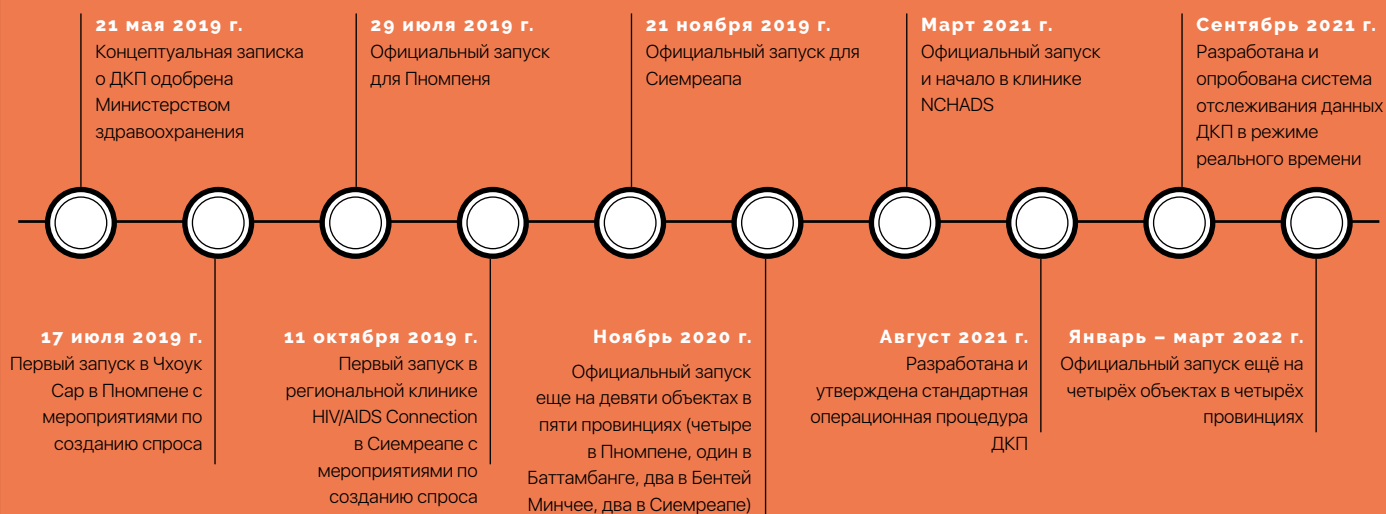 21 мая 2019 г.
Концептуальная записка
о ДКП одобрена
Министерством
здравоохранения
29 июля 2019 г.
Официальный запуск
для Пномпеня
21 ноября 2019 г.
Официальный запуск для
Сиемреапа
Март 2021 г.
Официальный запуск
и начало в клинике
NCHADS
Сентябрь 2021 г.
Разработана и
опробована система
отслеживания данных
ДКП в режиме
реального времени
17 июля 2019 г.
Первый запуск в Чхоук
Сар в Пномпене с
мероприятиями по
созданию спроса
11 октября 2019 г.
Первый запуск в
региональной клинике
HIV/AIDS Connection
в Сиемреапе с
мероприятиями по
созданию спроса
Ноябрь 2020 г.
Официальный запуск
еще на девяти объектах в
пяти провинциях (четыре
в Пномпене, один в
Баттамбанге, два в Бентей
Минчее, два в Сиемреапе)
Август 2021 г.
Разработана и
утверждена стандартная
операционная процедура
ДКП
Январь – март 2022 г.
Официальный запуск ещё на
четырёх объектах в четырёх
провинциях